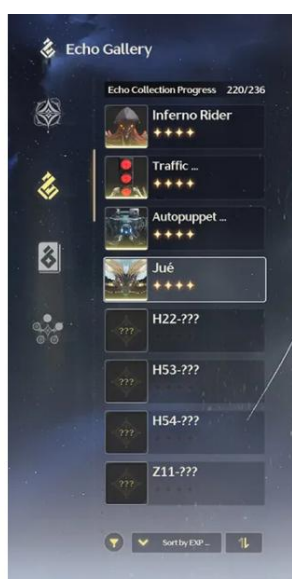 Echo Gallery
Echo Collection Progress 220/236
Inferno Rider
Traffic ...
Autopuppet ...
Jué
??? H22-???
??? H53-???
??? H54-???
??? Z11-???
Sort by EXP ...